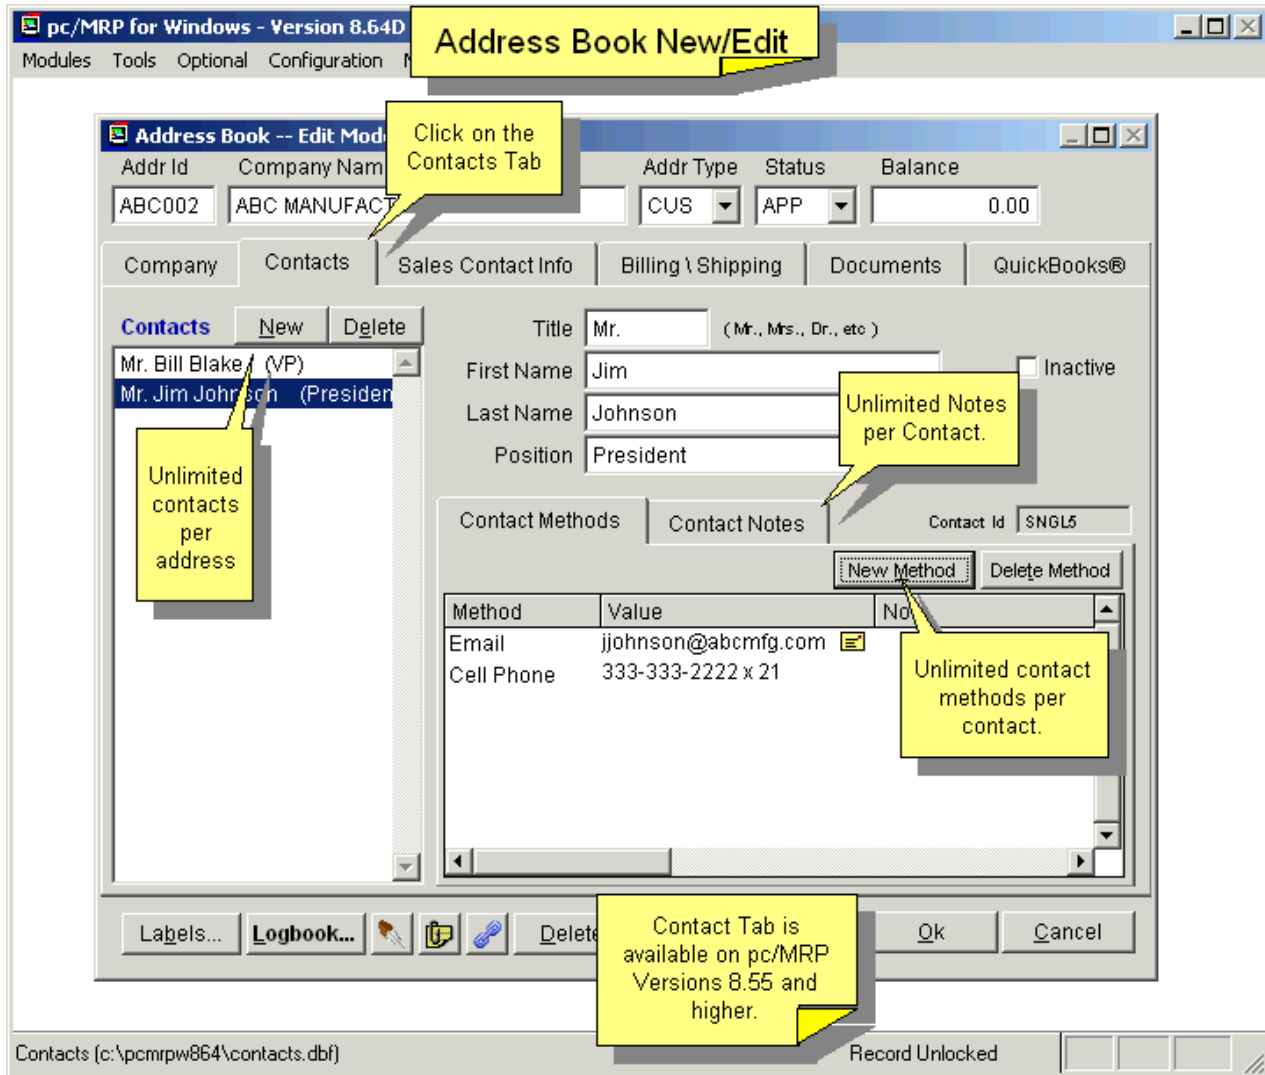 pc/MRP for Windows - Version 8.64D
Address Book New/Edit
Modules Tools Optional Configuration
Address Book -- Edit Mod
Click on the
Contacts Tab
Addr Id Company Nam Addr Type Status Balance
ABC002 ABC MANUFACT CUS APP 0.00
Company Contacts Sales Contact Info Billing \ Shipping Documents QuickBooks®
Contacts New Delete
Mr. Bill Blake (VP)
Mr. Jim Johnson (Presiden
Unlimited
contacts
per
address
Title Mr. ( Mr., Mrs., Dr., etc )
First Name Jim Inactive
Last Name Johnson
Position President
Unlimited Notes
per Contact.
Contact Methods Contact Notes Contact Id SNGL5
New Method Delete Method
Method Value No
Email jjohnson@abcmfg.com
Cell Phone 333-333-2222 x 21
Unlimited contact
methods per
contact.
Labels... Logbook... Delete Ok Cancel
Contact Tab is
available on pc/MRP
Versions 8.55 and
higher.
Contacts (c:\pcmrpw864\contacts.dbf) Record Unlocked